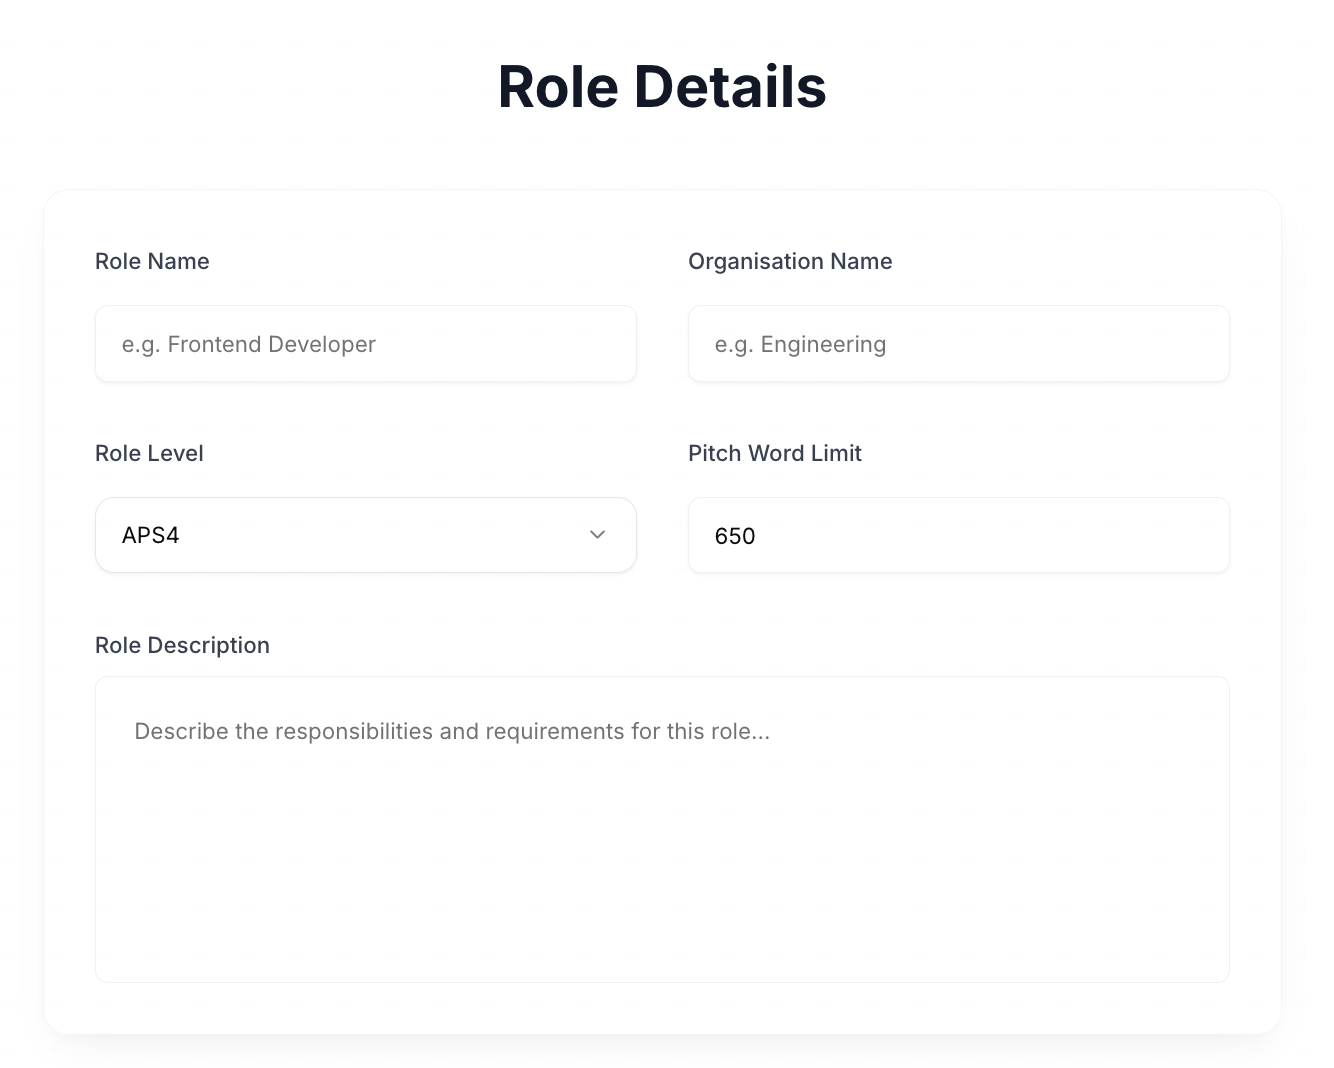 Role Details
Role Name
Organisation Name
e.g. Frontend Developer
e.g. Engineering
Role Level
Pitch Word Limit
APS4
650
Role Description
Describe the responsibilities and requirements for this role...